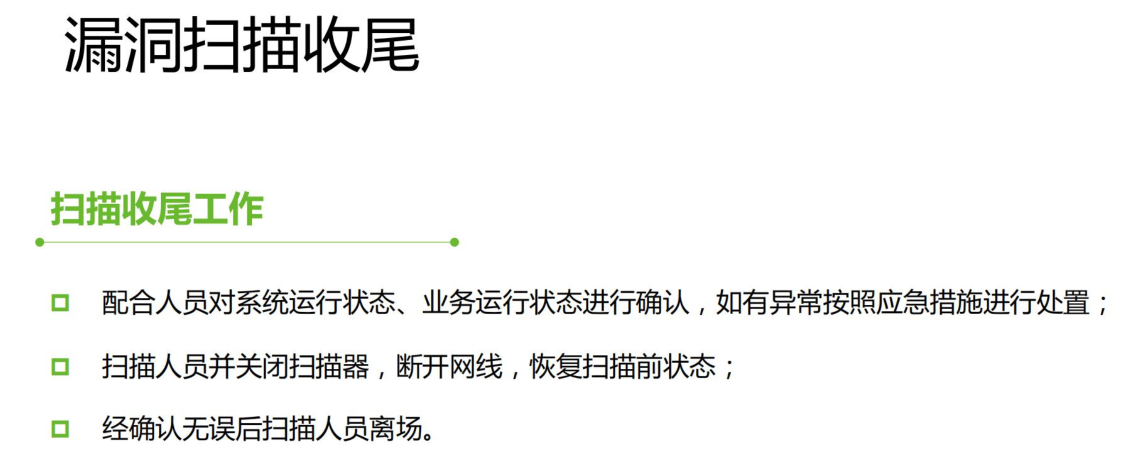 漏洞扫描收尾
扫描收尾工作
配合人员对系统运行状态、业务运行状态进行确认，如有异常按照应急措施进行处置；
扫描人员并关闭扫描器，断开网线，恢复扫描前状态；
经确认无误后扫描人员离场。